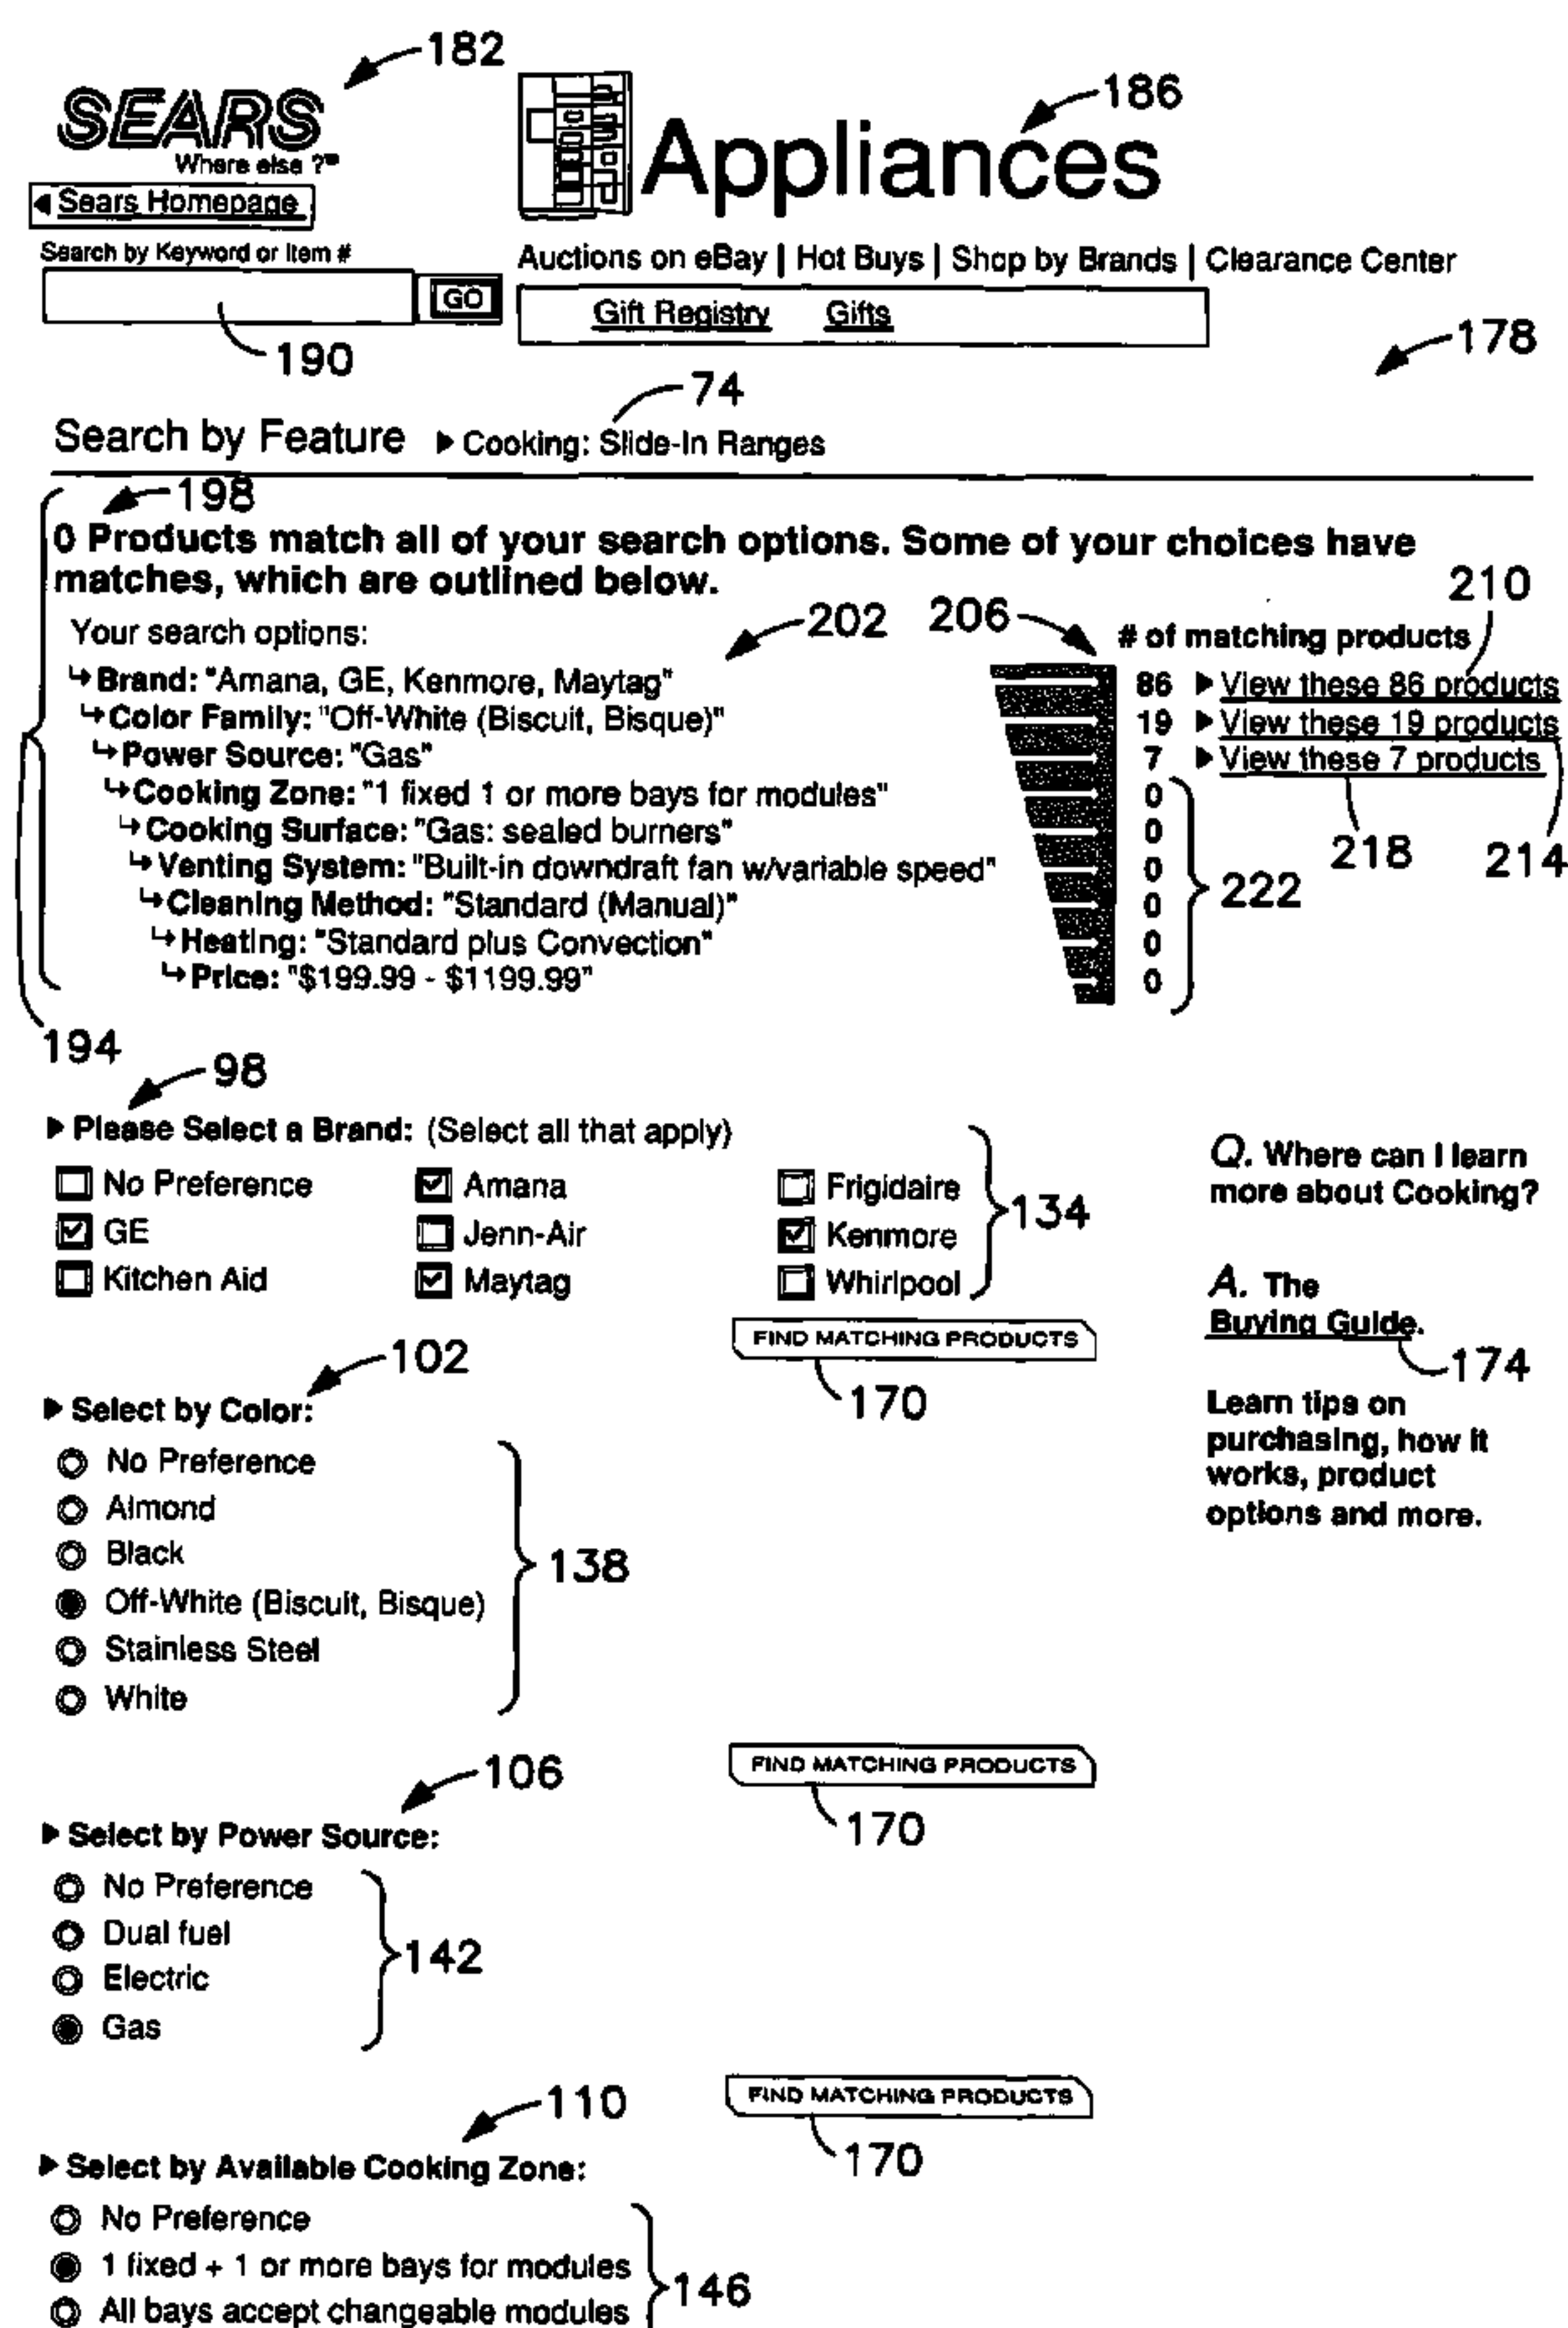 182
SEARS
Where else ?℠
186
Appliances
◀ Sears Homepage
Search by Keyword or Item #
GO
190
Auctions on eBay | Hot Buys | Shop by Brands | Clearance Center
Gift Registry Gifts
178
74
Search by Feature ▶ Cooking: Slide-In Ranges
198
0 Products match all of your search options. Some of your choices have
matches, which are outlined below.
210
202 206
Your search options: # of matching products
↳ Brand: "Amana, GE, Kenmore, Maytag" 86 ▶ View these 86 products
↳ Color Family: "Off-White (Biscuit, Bisque)" 19 ▶ View these 19 products
↳ Power Source: "Gas" 7 ▶ View these 7 products
↳ Cooking Zone: "1 fixed 1 or more bays for modules" 0
↳ Cooking Surface: "Gas: sealed burners" 0
↳ Venting System: "Built-in downdraft fan w/variable speed" 0
↳ Cleaning Method: "Standard (Manual)" 0
↳ Heating: "Standard plus Convection" 0
↳ Price: "$199.99 - $1199.99" 0
218 214
222
194
98
▶ Please Select a Brand: (Select all that apply)
No Preference Amana Frigidaire
GE Jenn-Air Kenmore
Kitchen Aid Maytag Whirlpool
134
FIND MATCHING PRODUCTS
170
Q. Where can I learn
more about Cooking?
A. The
Buying Guide.
174
Learn tips on
purchasing, how it
works, product
options and more.
102
▶ Select by Color:
No Preference
Almond
Black
Off-White (Biscuit, Bisque)
Stainless Steel
White
138
FIND MATCHING PRODUCTS
170
106
▶ Select by Power Source:
No Preference
Dual fuel
Electric
Gas
142
FIND MATCHING PRODUCTS
170
110
▶ Select by Available Cooking Zone:
No Preference
1 fixed + 1 or more bays for modules
All bays accept changeable modules
146